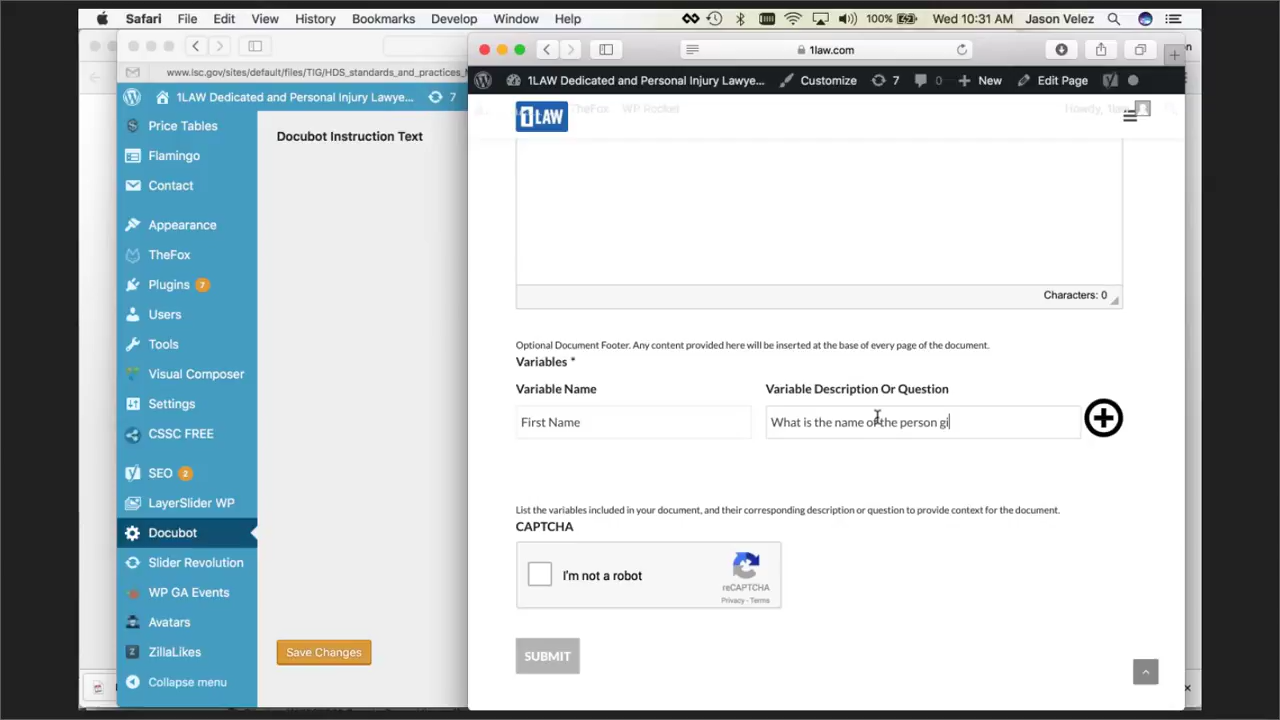 Safari File Edit View History Bookmarks Develop Window Help 100% Wed 10:31 AM Jason Velez
1law.com
www.lsc.gov/sites/default/files/TIG/HDS_standards_and_practices_
1LAW Dedicated and Personal Injury Lawye... 7
Price Tables
Flamingo
Contact
Appearance
TheFox
Plugins 7
Users
Tools
Visual Composer
Settings
CSSC FREE
SEO 2
LayerSlider WP
Docubot
Slider Revolution
WP GA Events
Avatars
ZillaLikes
Collapse menu
Docubot Instruction Text
Save Changes
1LAW Dedicated and Personal Injury Lawye... Customize 7 0 New Edit Page
1LAW TheFox WP Rocket Howdy, 1law
Characters: 0
Optional Document Footer. Any content provided here will be inserted at the base of every page of the document.
Variables *
Variable Name Variable Description Or Question
First Name What is the name of the person gi
List the variables included in your document, and their corresponding description or question to provide context for the document.
CAPTCHA
I'm not a robot
reCAPTCHA
Privacy - Terms
SUBMIT